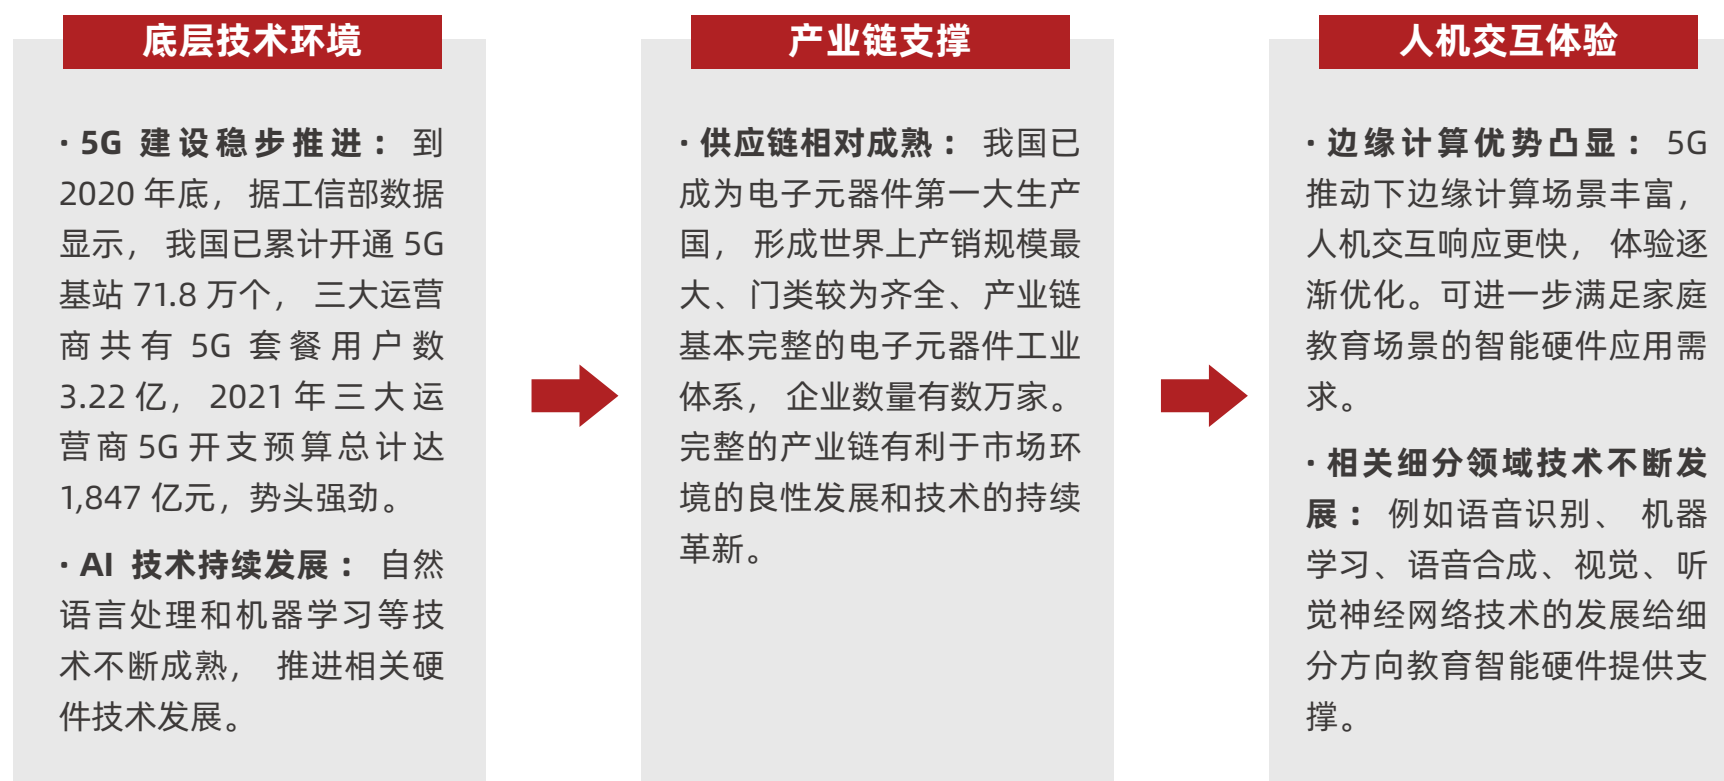 底层技术环境
· 5G 建设稳步推进： 到
2020 年底， 据工信部数据
显示， 我国已累计开通 5G
基站 71.8 万个， 三大运营
商共有 5G 套餐用户数
3.22 亿， 2021 年三大运
营商 5G 开支预算总计达
1,847 亿元，势头强劲。
· AI 技术持续发展： 自然
语言处理和机器学习等技
术不断成熟， 推进相关硬
件技术发展。
产业链支撑
· 供应链相对成熟： 我国已
成为电子元器件第一大生产
国， 形成世界上产销规模最
大、门类较为齐全、产业链
基本完整的电子元器件工业
体系， 企业数量有数万家。
完整的产业链有利于市场环
境的良性发展和技术的持续
革新。
人机交互体验
· 边缘计算优势凸显： 5G
推动下边缘计算场景丰富，
人机交互响应更快， 体验逐
渐优化。可进一步满足家庭
教育场景的智能硬件应用需
求。
· 相关细分领域技术不断发
展： 例如语音识别、 机器
学习、语音合成、视觉、听
觉神经网络技术的发展给细
分方向教育智能硬件提供支
撑。